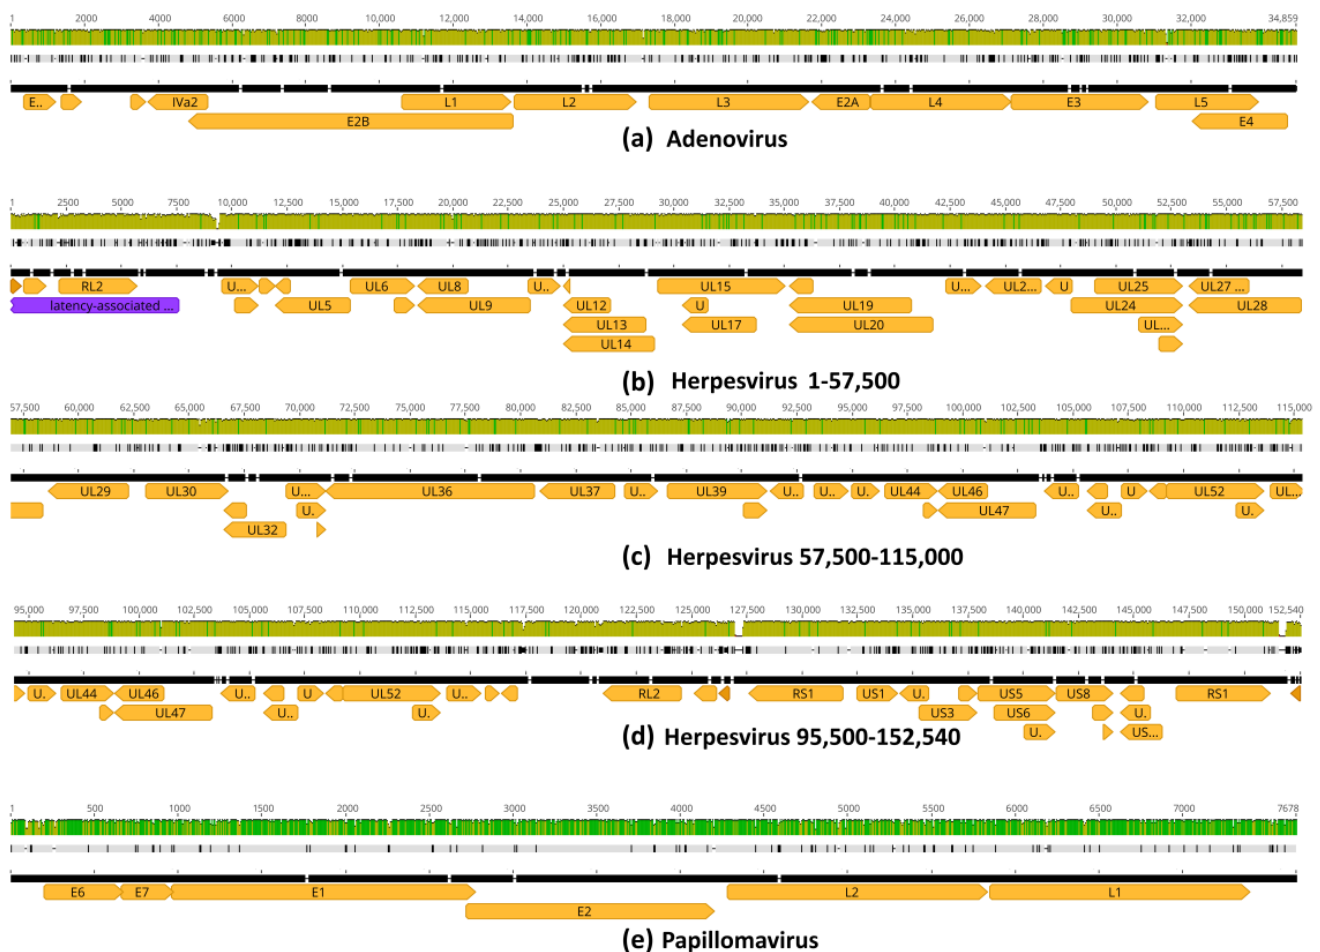 1 2000 4000 6000 8000 10,000 12,000 14,000 16,000 18,000 20,000 22,000 24,000 26,000 28,000 30,000 32,000 34,859
E.. IVa2 L1 L2 L3 E2A L4 E3 L5
E2B E4
(a) Adenovirus
1 2500 5000 7500 10,000 12,500 15,000 17,500 20,000 22,500 25,000 27,500 30,000 32,500 35,000 37,500 40,000 42,500 45,000 47,500 50,000 52,500 55,000 57,500
RL2 U... UL6 UL8 U.. UL15 U... UL2... U UL25 UL27 ...
latency-associated ... UL5 UL9 UL12 U UL19 UL24 UL28
UL13 UL17 UL20 UL...
UL14
(b) Herpesvirus 1-57,500
57,500 60,000 62,500 65,000 67,500 70,000 72,500 75,000 77,500 80,000 82,500 85,000 87,500 90,000 92,500 95,000 97,500 100,000 102,500 105,000 107,500 110,000 112,500 115,000
UL29 UL30 U... UL36 UL37 U.. UL39 U.. U.. U. UL44 UL46 U.. U UL52 UL...
U. UL47 U.. U.
UL32
(c) Herpesvirus 57,500-115,000
95,000 97,500 100,000 102,500 105,000 107,500 110,000 112,500 115,000 117,500 120,000 122,500 125,000 127,500 130,000 132,500 135,000 137,500 140,000 142,500 145,000 147,500 150,000 152,540
U.. UL44 UL46 U.. U UL52 U.. RL2 RS1 US1 U. US5 US8 RS1
UL47 U.. U. US3 US6 U.
U. US...
(d) Herpesvirus 95,500-152,540
1 500 1000 1500 2000 2500 3000 3500 4000 4500 5000 5500 6000 6500 7000 7678
E6 E7 E1 L2 L1
E2
(e) Papillomavirus